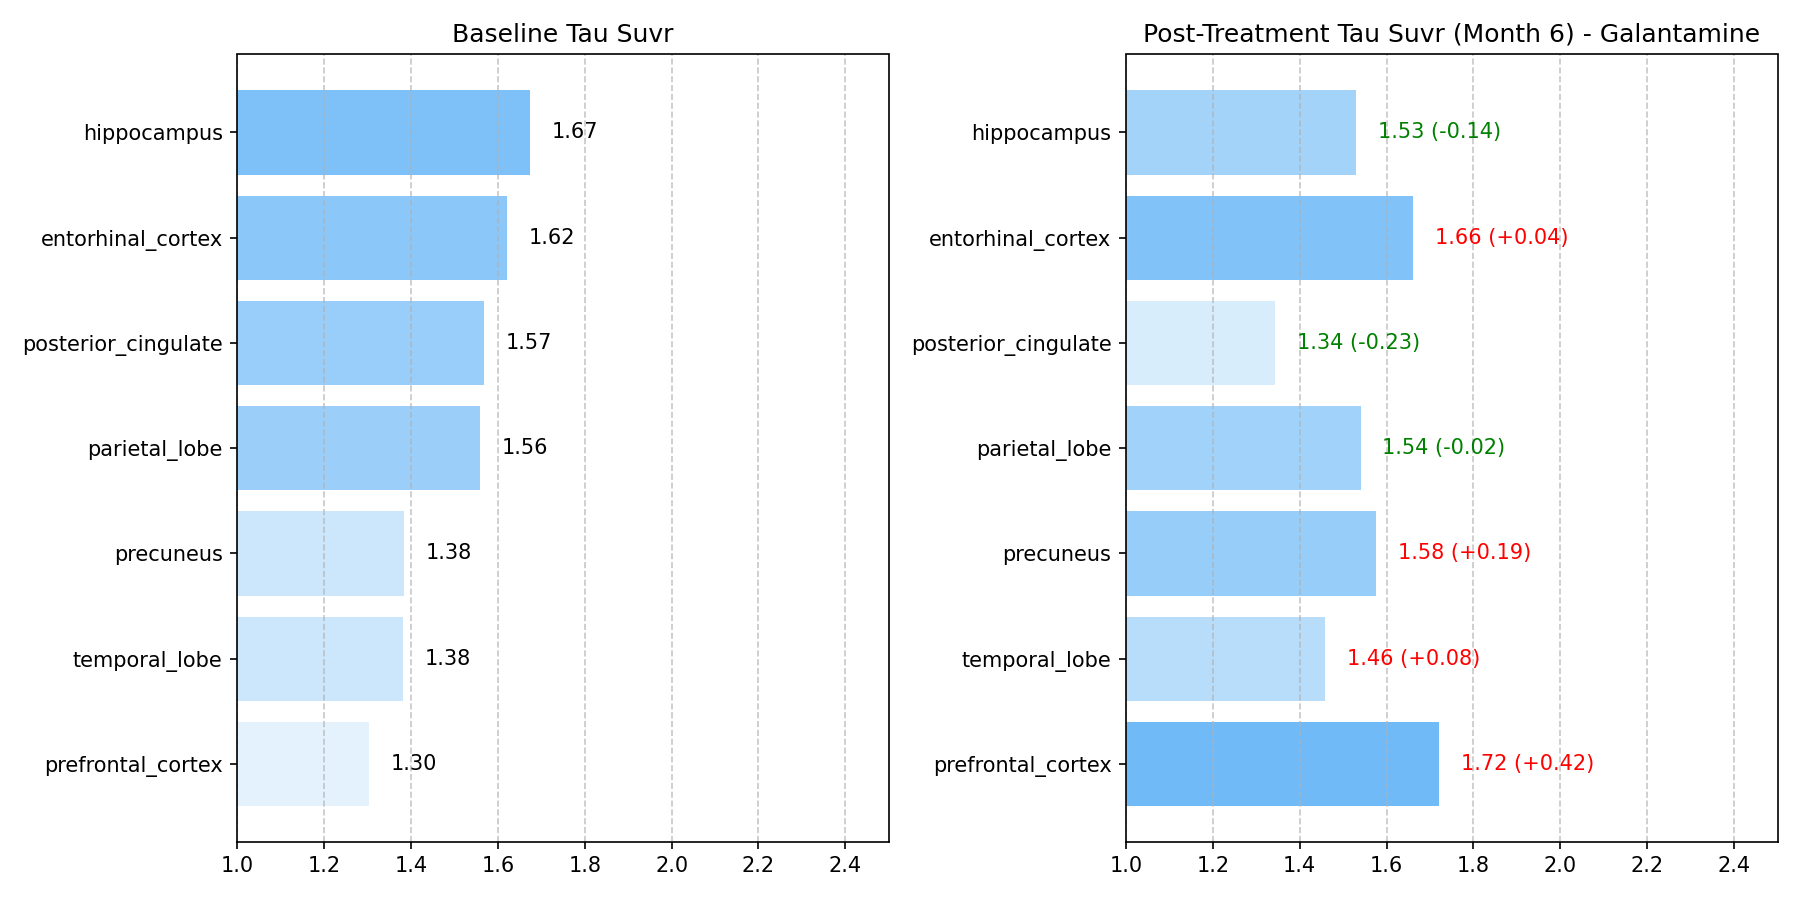 Baseline Tau Suvr
hippocampus
1.67
entorhinal_cortex
1.62
posterior_cingulate
1.57
parietal_lobe
1.56
precuneus
1.38
temporal_lobe
1.38
prefrontal_cortex
1.30
1.0 1.2 1.4 1.6 1.8 2.0 2.2 2.4
Post-Treatment Tau Suvr (Month 6) - Galantamine
hippocampus
1.53 (-0.14)
entorhinal_cortex
1.66 (+0.04)
posterior_cingulate
1.34 (-0.23)
parietal_lobe
1.54 (-0.02)
precuneus
1.58 (+0.19)
temporal_lobe
1.46 (+0.08)
prefrontal_cortex
1.72 (+0.42)
1.0 1.2 1.4 1.6 1.8 2.0 2.2 2.4